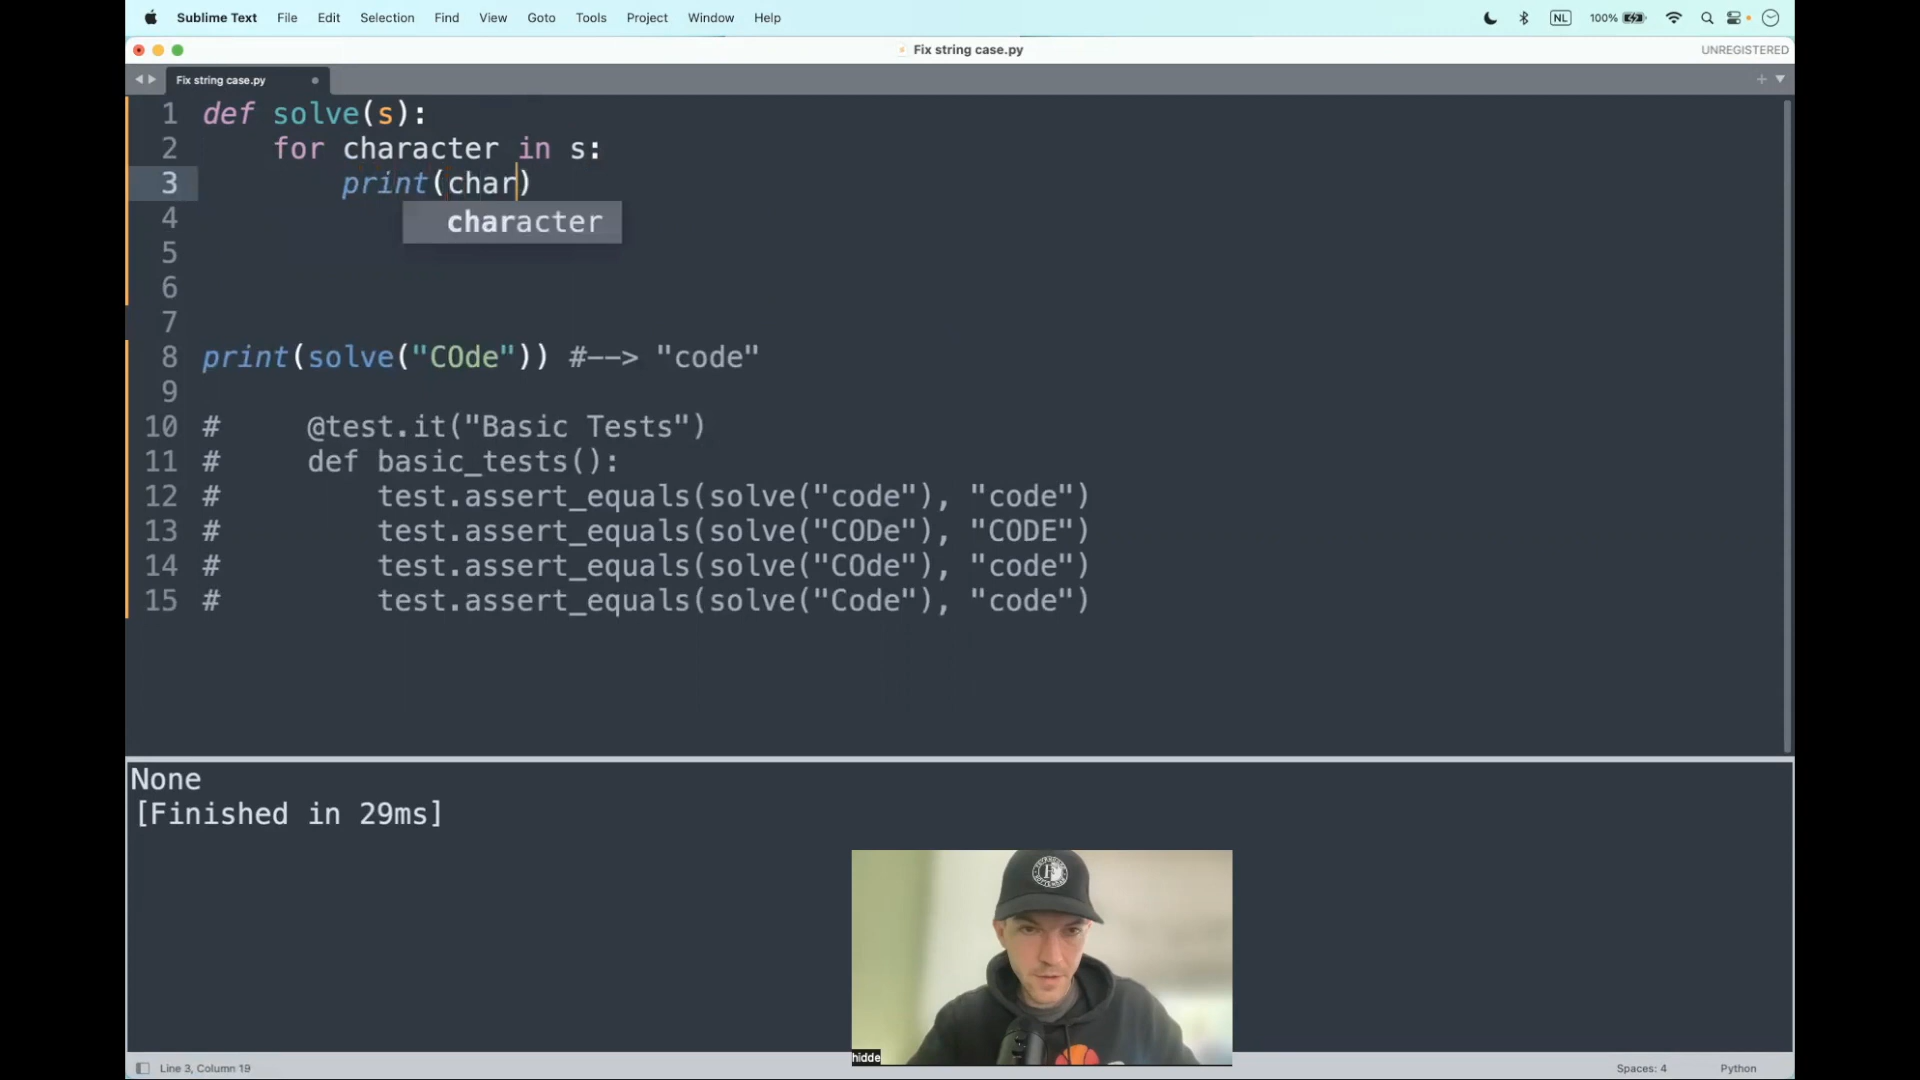 Sublime Text File Edit Selection Find View Goto Tools Project Window Help NL 100%
Fix string case.py UNREGISTERED
Fix string case.py
1 def solve(s):
2 for character in s:
3 print(char)
4 character
5
6
7
8 print(solve("COde")) #--> "code"
9
10 # @test.it("Basic Tests")
11 # def basic_tests():
12 # test.assert_equals(solve("code"), "code")
13 # test.assert_equals(solve("CODe"), "CODE")
14 # test.assert_equals(solve("COde"), "code")
15 # test.assert_equals(solve("Code"), "code")
None
[Finished in 29ms]
hidde
Line 3, Column 19 Spaces: 4 Python